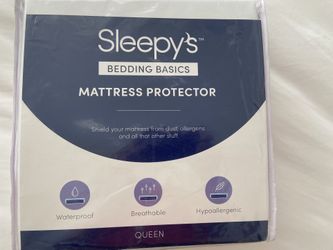 Sleepy's™
BEDDING BASICS
MATTRESS PROTECTOR
Shield your mattress from dust, allergens
and all that other stuff.
Waterproof
Breathable
Hypoallergenic
QUEEN